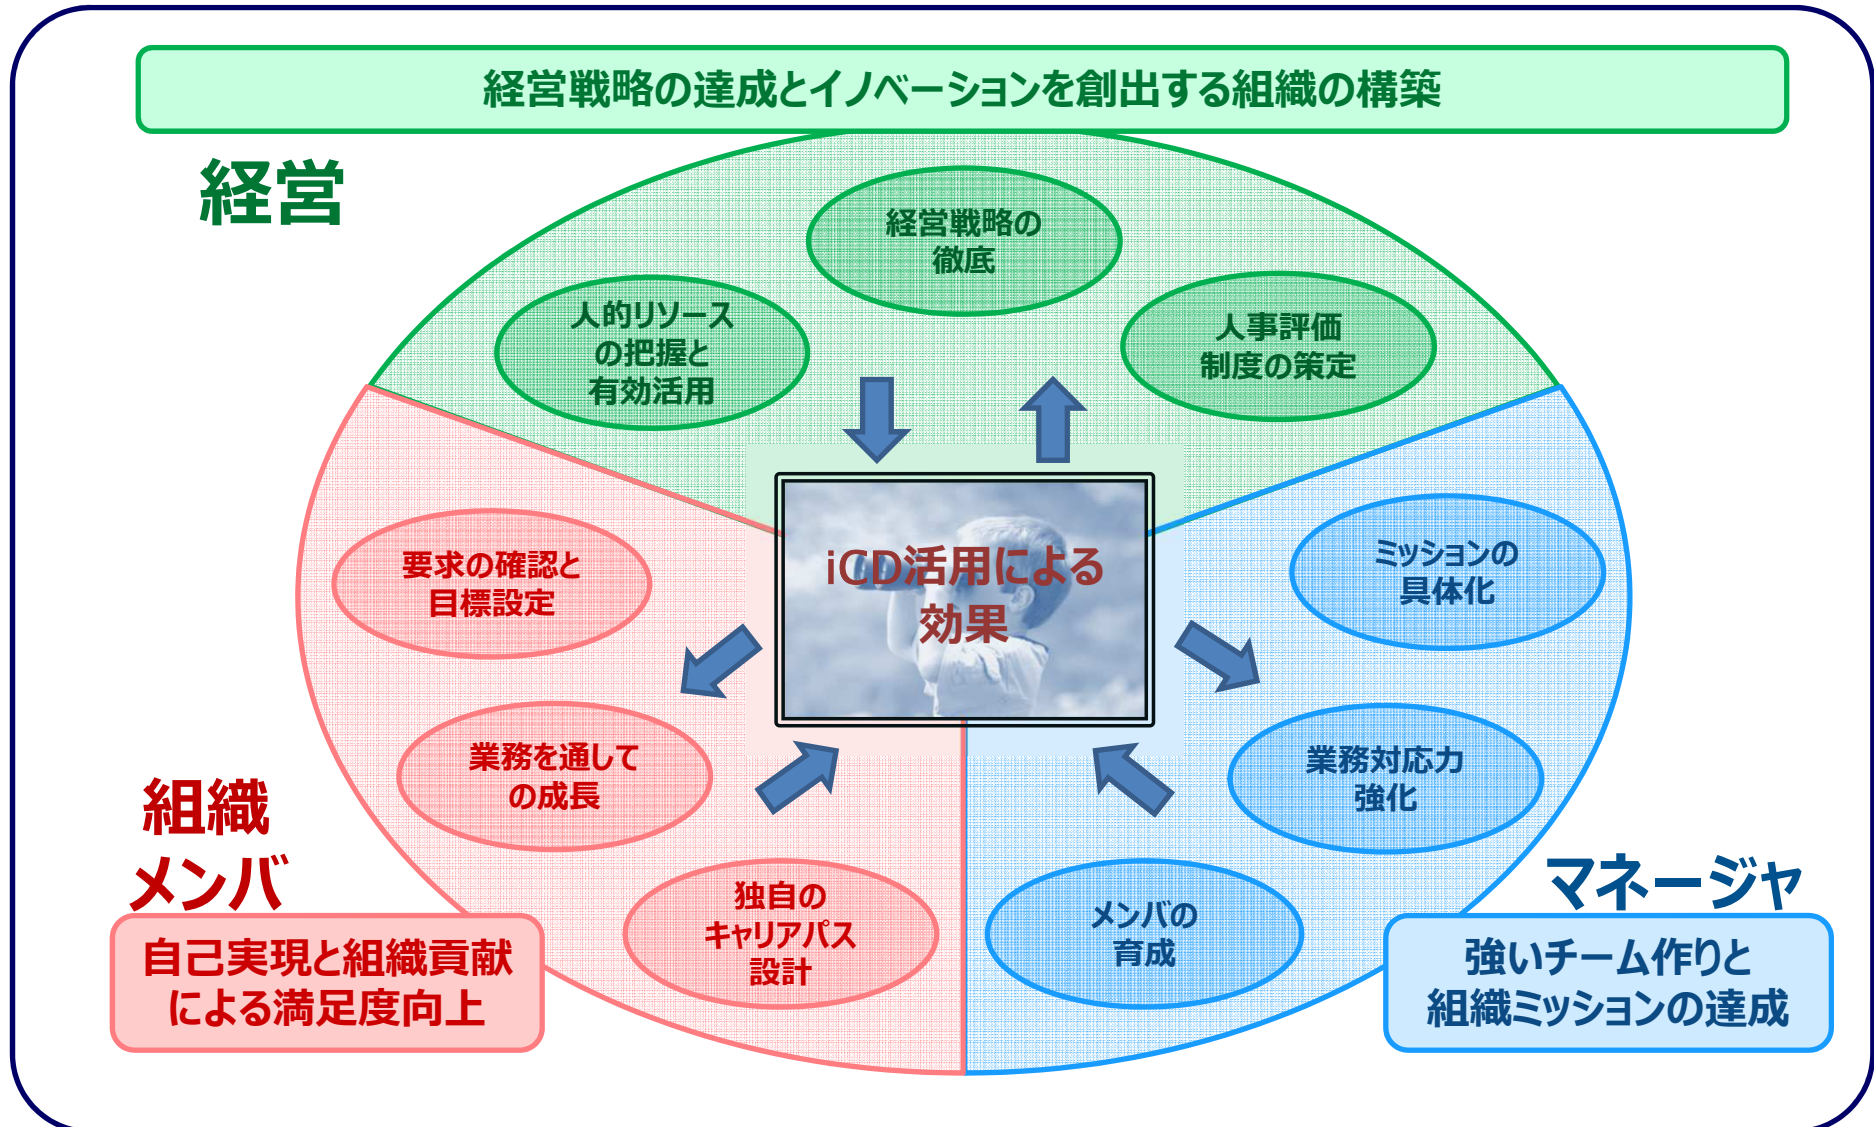 経営戦略の達成とイノベーションを創出する組織の構築
経営
経営戦略の
徹底
人的リソース
の把握と
有効活用
人事評価
制度の策定
iCD活用による
効果
要求の確認と
目標設定
ミッションの
具体化
業務を通して
の成長
業務対応力
強化
組織
メンバ
独自の
キャリアパス
設計
メンバの
育成
マネージャ
自己実現と組織貢献
による満足度向上
強いチーム作りと
組織ミッションの達成